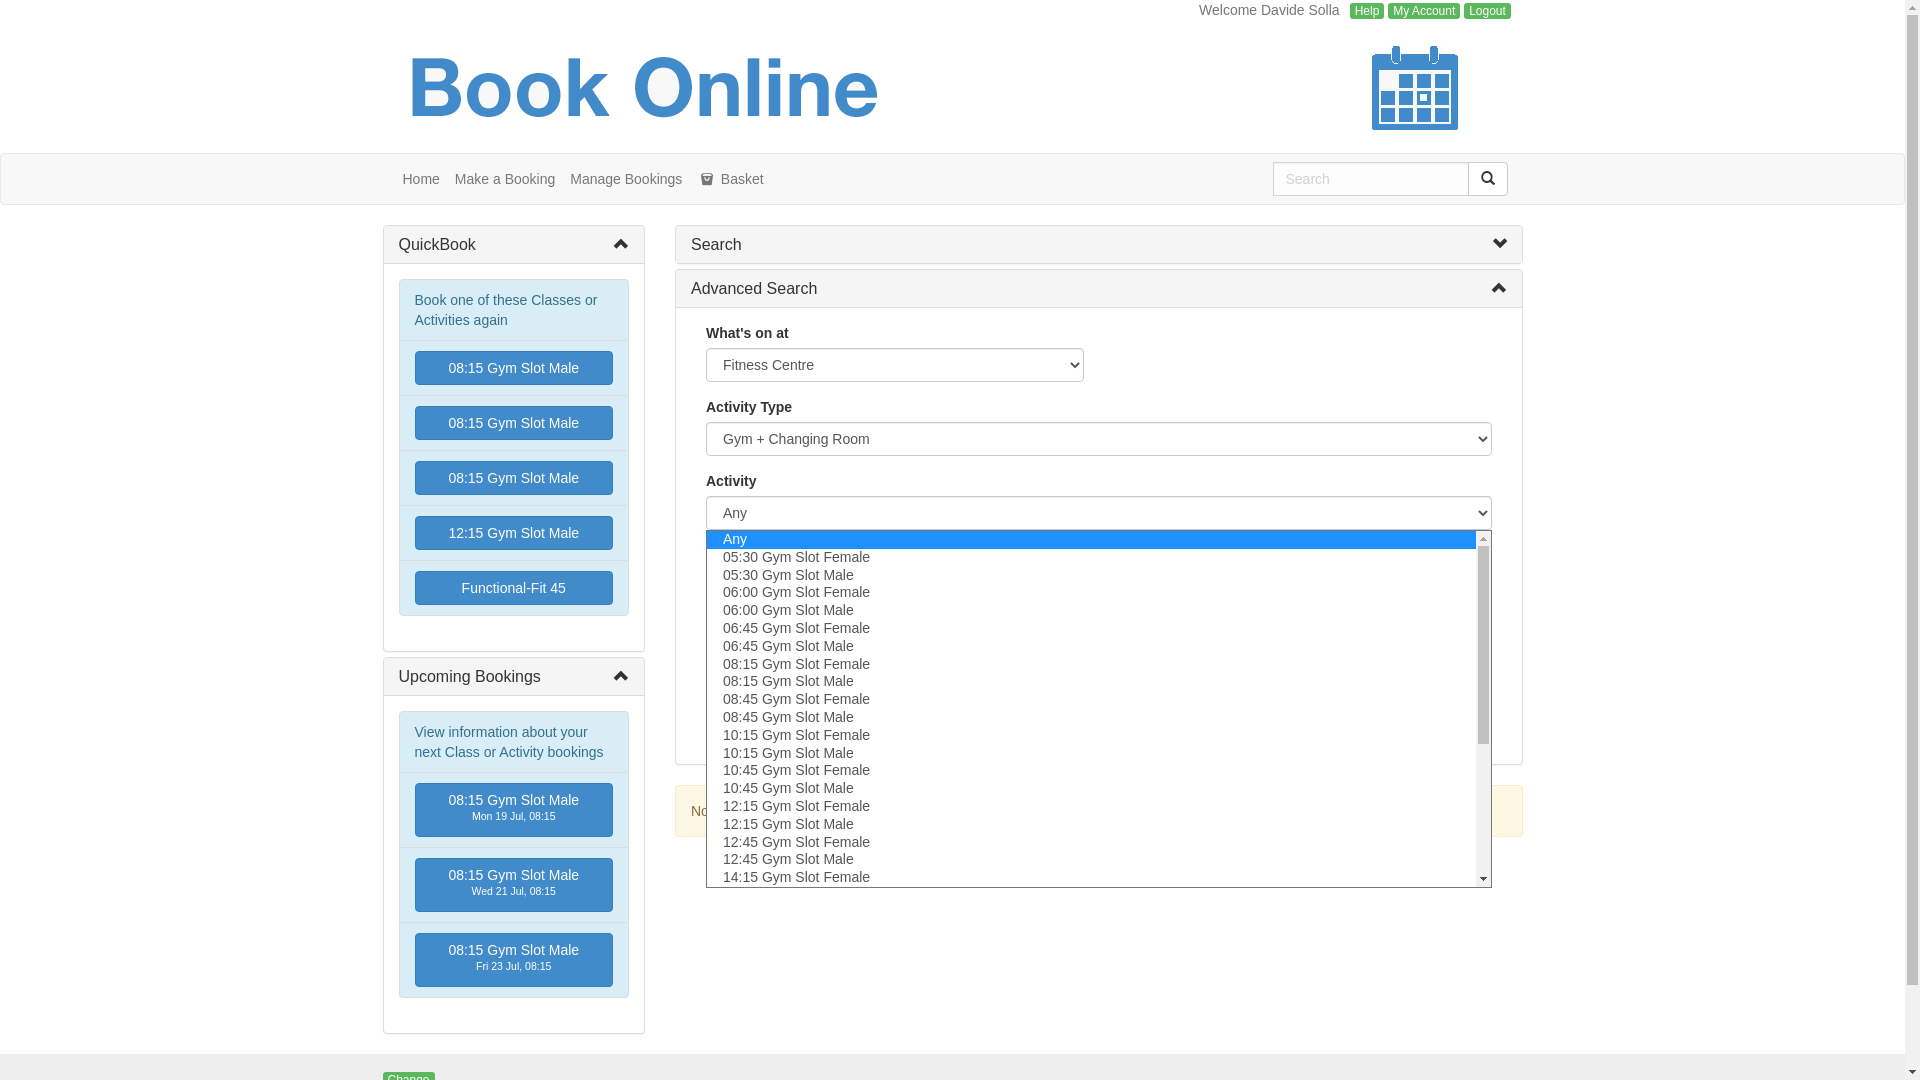 Welcome Davide Solla Help My Account Logout
Book Online
Home Make a Booking Manage Bookings Basket Search
QuickBook
Book one of these Classes or
Activities again
08:15 Gym Slot Male
08:15 Gym Slot Male
08:15 Gym Slot Male
12:15 Gym Slot Male
Functional-Fit 45
Upcoming Bookings
View information about your
next Class or Activity bookings
08:15 Gym Slot Male
Mon 19 Jul, 08:15
08:15 Gym Slot Male
Wed 21 Jul, 08:15
08:15 Gym Slot Male
Fri 23 Jul, 08:15
Search
Advanced Search
What's on at
Fitness Centre
Activity Type
Gym + Changing Room
Activity
Any
Any
05:30 Gym Slot Female
05:30 Gym Slot Male
06:00 Gym Slot Female
06:00 Gym Slot Male
06:45 Gym Slot Female
06:45 Gym Slot Male
08:15 Gym Slot Female
08:15 Gym Slot Male
08:45 Gym Slot Female
08:45 Gym Slot Male
10:15 Gym Slot Female
10:15 Gym Slot Male
10:45 Gym Slot Female
10:45 Gym Slot Male
12:15 Gym Slot Female
12:15 Gym Slot Male
12:45 Gym Slot Female
12:45 Gym Slot Male
14:15 Gym Slot Female
Change